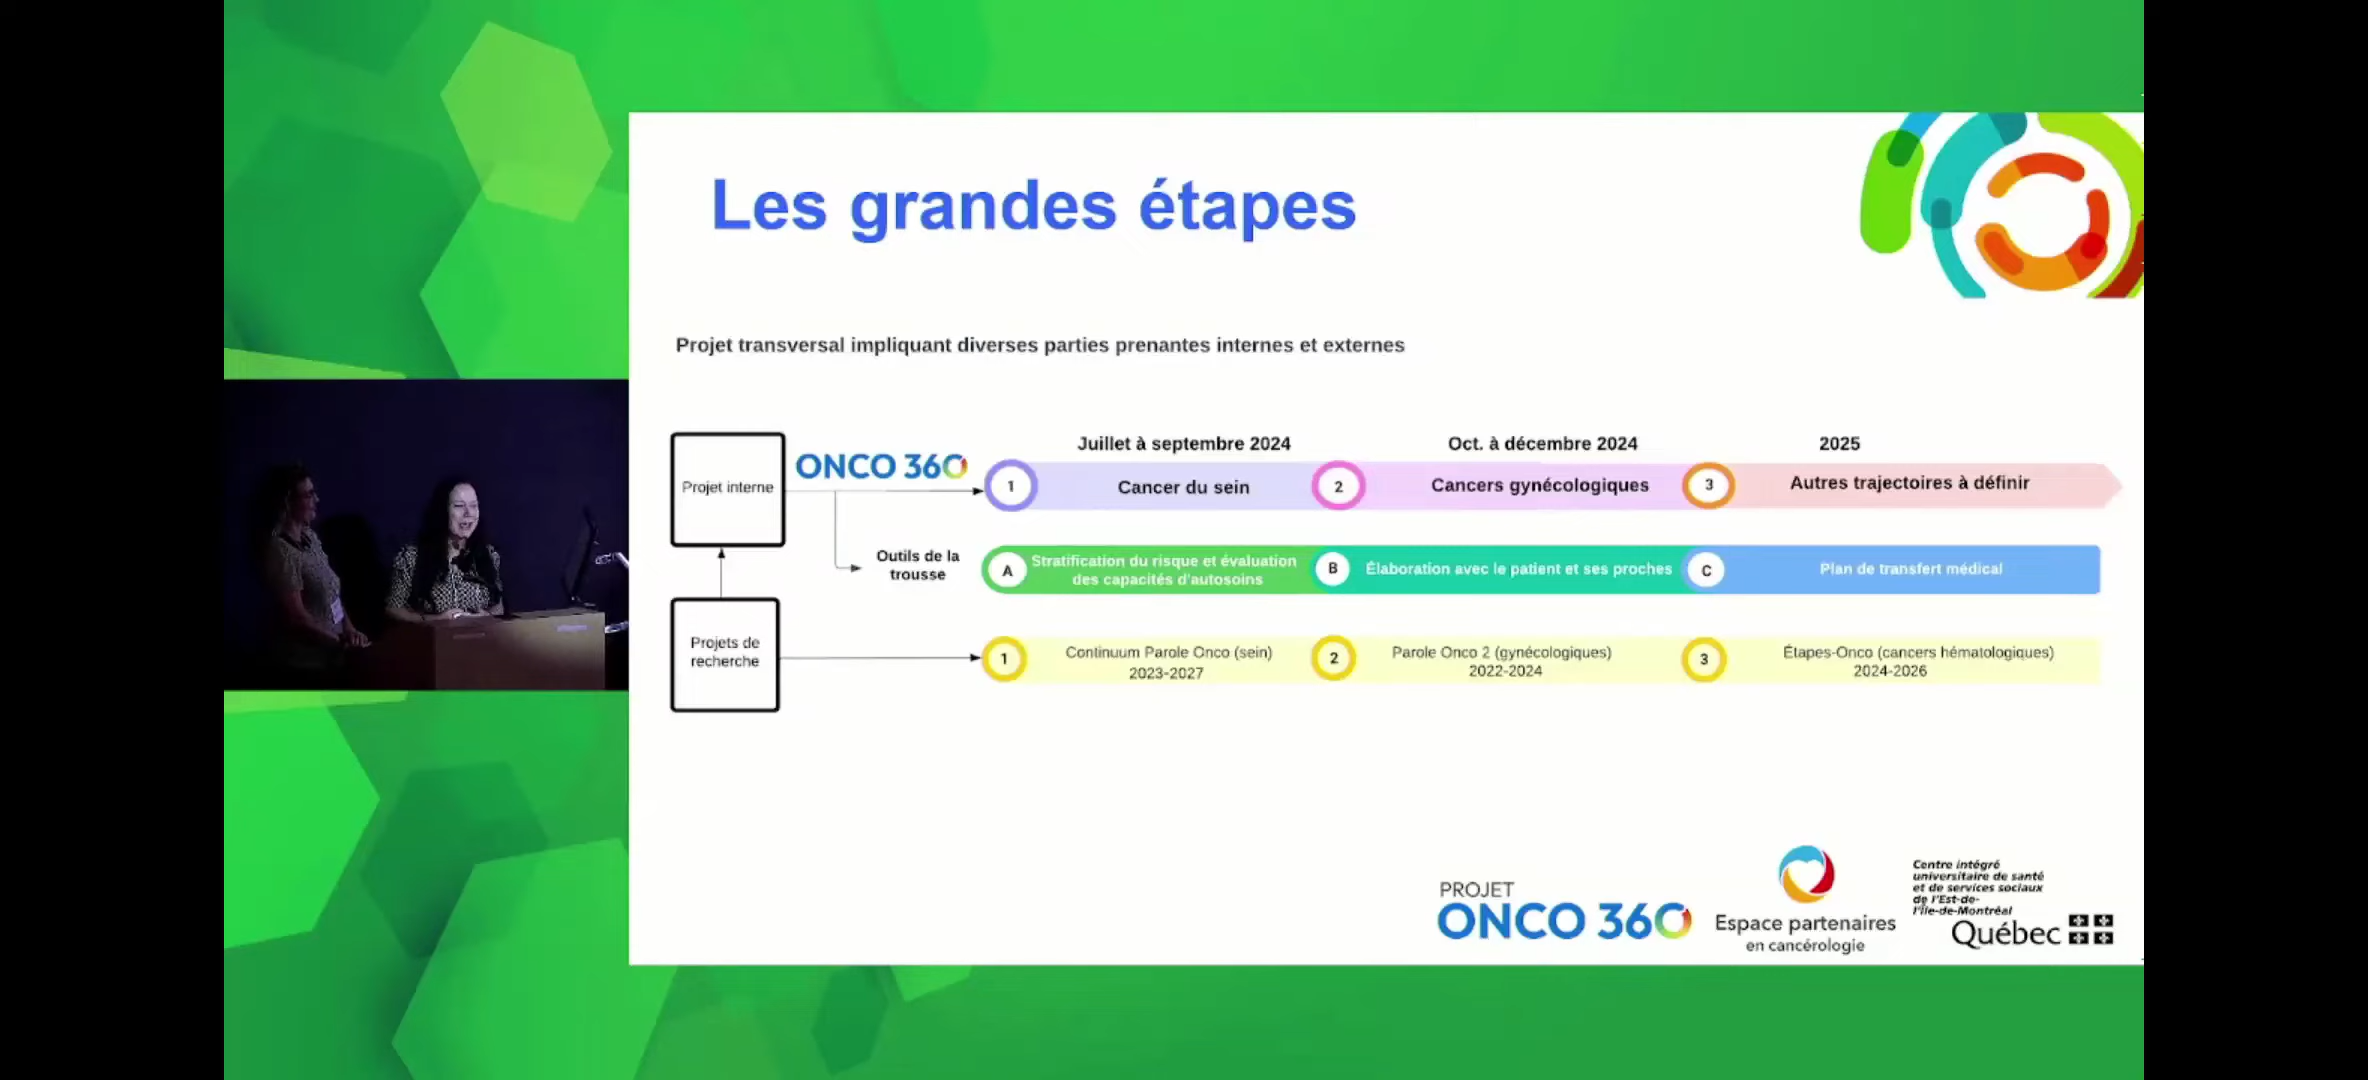 Les grandes étapes
Projet transversal impliquant diverses parties prenantes internes et externes
Projet interne
ONCO 360
Juillet à septembre 2024
Oct. à décembre 2024
2025
1
Cancer du sein
2
Cancers gynécologiques
3
Autres trajectoires à définir
Outils de la
trousse
A
Stratification du risque et évaluation
des capacités d'autosoins
B
Élaboration avec le patient et ses proches
C
Plan de transfert médical
Projets de
recherche
1
Continuum Parole Onco (sein)
2023-2027
2
Parole Onco 2 (gynécologiques)
2022-2024
3
Étapes-Onco (cancers hématologiques)
2024-2026
PROJET
ONCO 360
Espace partenaires
en cancérologie
Centre intégré
universitaire de santé
et de services sociaux
de l'Est-de-
l'Île-de-Montréal
Québec